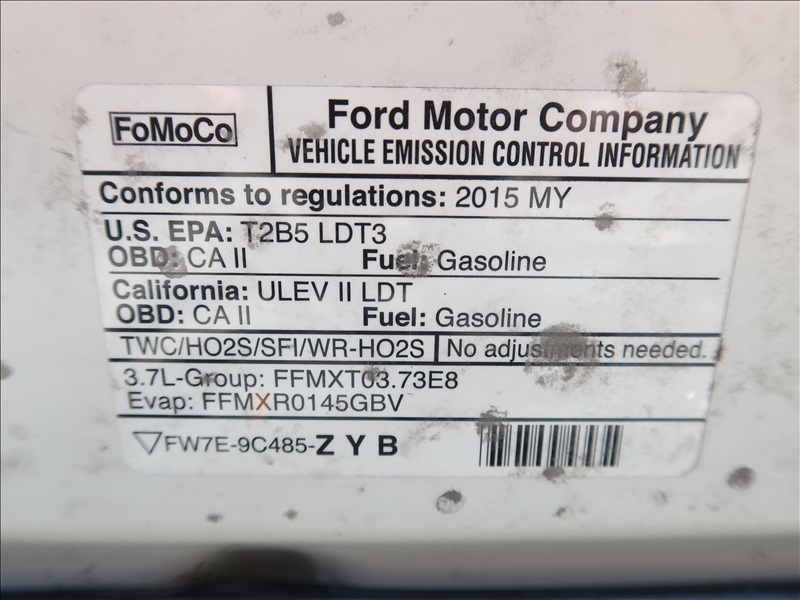 FoMoCo
Ford Motor Company
VEHICLE EMISSION CONTROL INFORMATION
Conforms to regulations: 2015 MY
U.S. EPA: T2B5 LDT3
OBD: CA II Fuel: Gasoline
California: ULEV II LDT
OBD: CA II Fuel: Gasoline
TWC/HO2S/SFI/WR-HO2S No adjustments needed.
3.7L-Group: FFMXT03.73E8
Evap: FFMXR0145GBV
FW7E-9C485-Z Y B